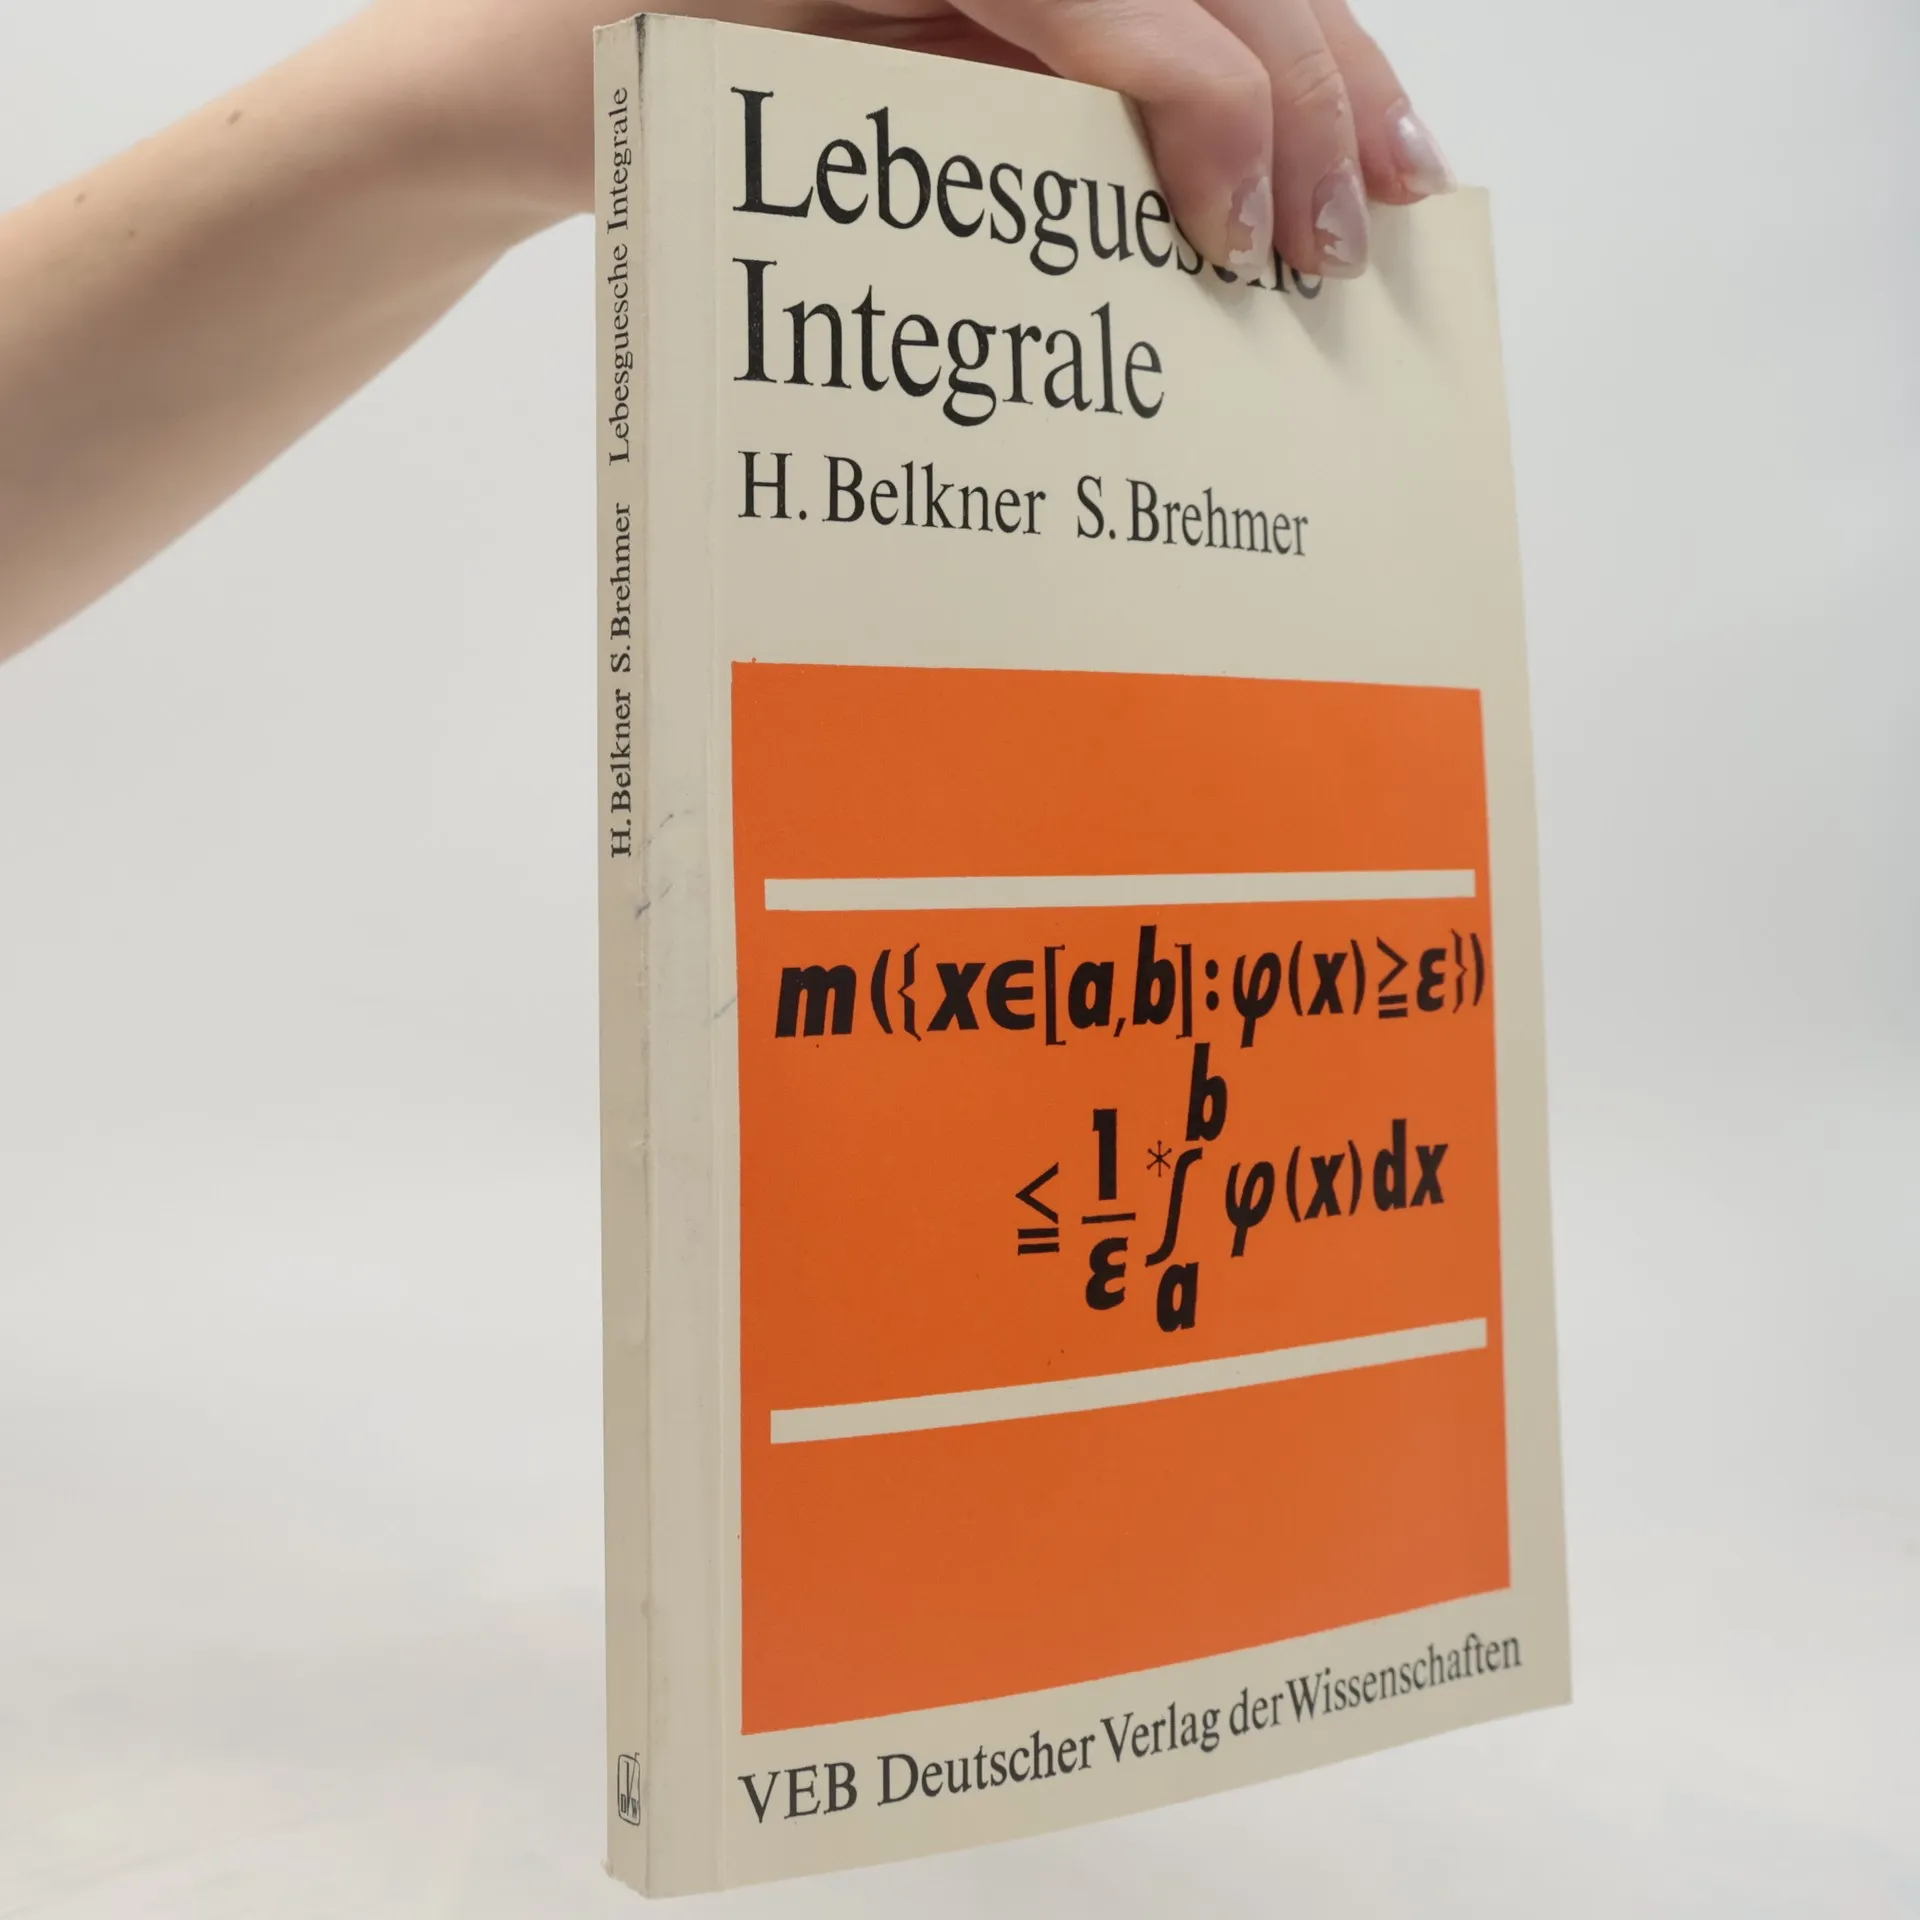 Lebesguesche
Integrale
H. Belkner S. Brehmer
m({x∈[a,b]:φ(x)≧ε})
≦ 1/ε *∫_a^b φ(x)dx
VEB Deutscher Verlag der Wissenschaften
H. Belkner S. Brehmer Lebesguesche Integrale